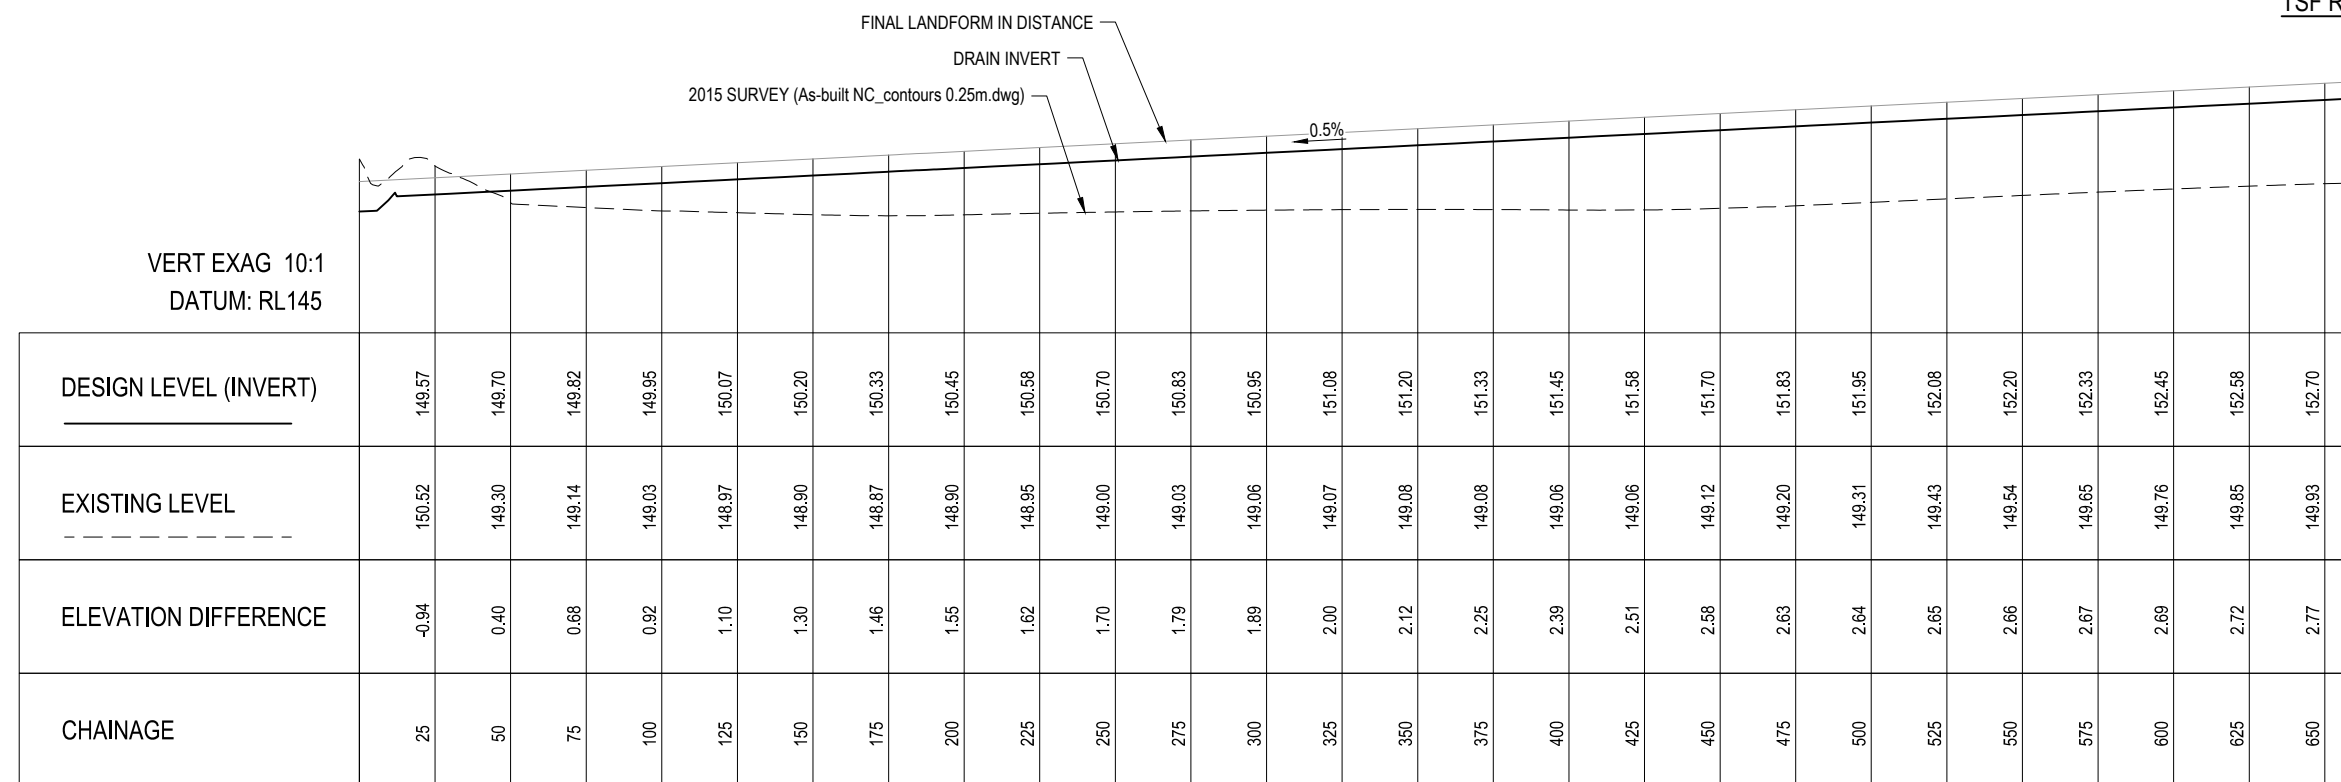 TSF R
FINAL LANDFORM IN DISTANCE
DRAIN INVERT
2015 SURVEY (As-built NC_contours 0.25m.dwg)
0.5%
VERT EXAG 10:1
DATUM: RL145
DESIGN LEVEL (INVERT) 149.57 149.70 149.82 149.95 150.07 150.20 150.33 150.45 150.58 150.70 150.83 150.95 151.08 151.20 151.33 151.45 151.58 151.70 151.83 151.95 152.08 152.20 152.33 152.45 152.58 152.70
EXISTING LEVEL 150.52 149.30 149.14 149.03 148.97 148.90 148.87 148.90 148.95 149.00 149.03 149.06 149.07 149.08 149.08 149.06 149.06 149.12 149.20 149.31 149.43 149.54 149.65 149.76 149.85 149.93
ELEVATION DIFFERENCE -0.94 0.40 0.68 0.92 1.10 1.30 1.46 1.55 1.62 1.70 1.79 1.89 2.00 2.12 2.25 2.39 2.51 2.58 2.63 2.64 2.65 2.66 2.67 2.69 2.72 2.77
CHAINAGE 25 50 75 100 125 150 175 200 225 250 275 300 325 350 375 400 425 450 475 500 525 550 575 600 625 650